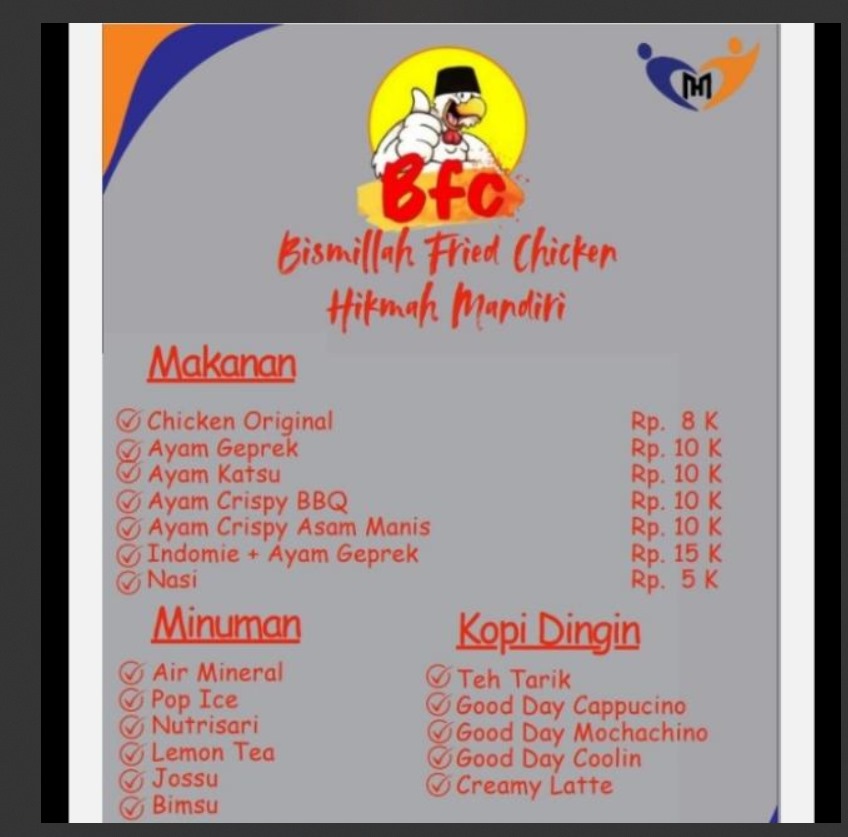 HM
Bfc
Bismillah Fried Chicken
Hikmah Mandiri
Makanan
Chicken Original Rp. 8 K
Ayam Geprek Rp. 10 K
Ayam Katsu Rp. 10 K
Ayam Crispy BBQ Rp. 10 K
Ayam Crispy Asam Manis Rp. 10 K
Indomie + Ayam Geprek Rp. 15 K
Nasi Rp. 5 K
Minuman
Air Mineral
Pop Ice
Nutrisari
Lemon Tea
Jossu
Bimsu
Kopi Dingin
Teh Tarik
Good Day Cappucino
Good Day Mochachino
Good Day Coolin
Creamy Latte